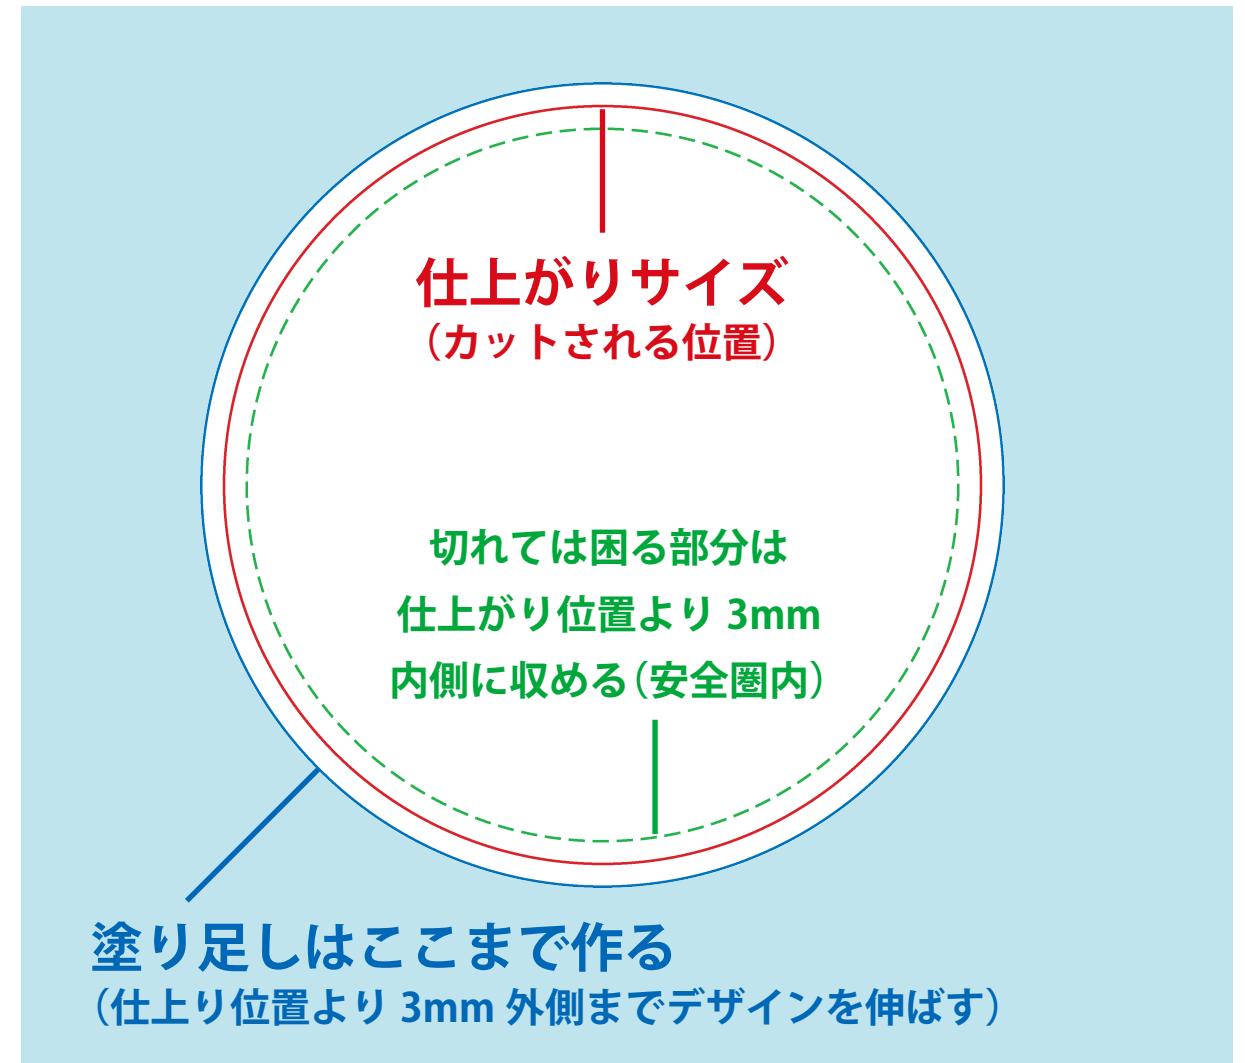 仕上がりサイズ
（カットされる位置）
切れては困る部分は
仕上がり位置より 3mm
内側に収める（安全圏内）
塗り足しはここまで作る
（仕上り位置より 3mm 外側までデザインを伸ばす）